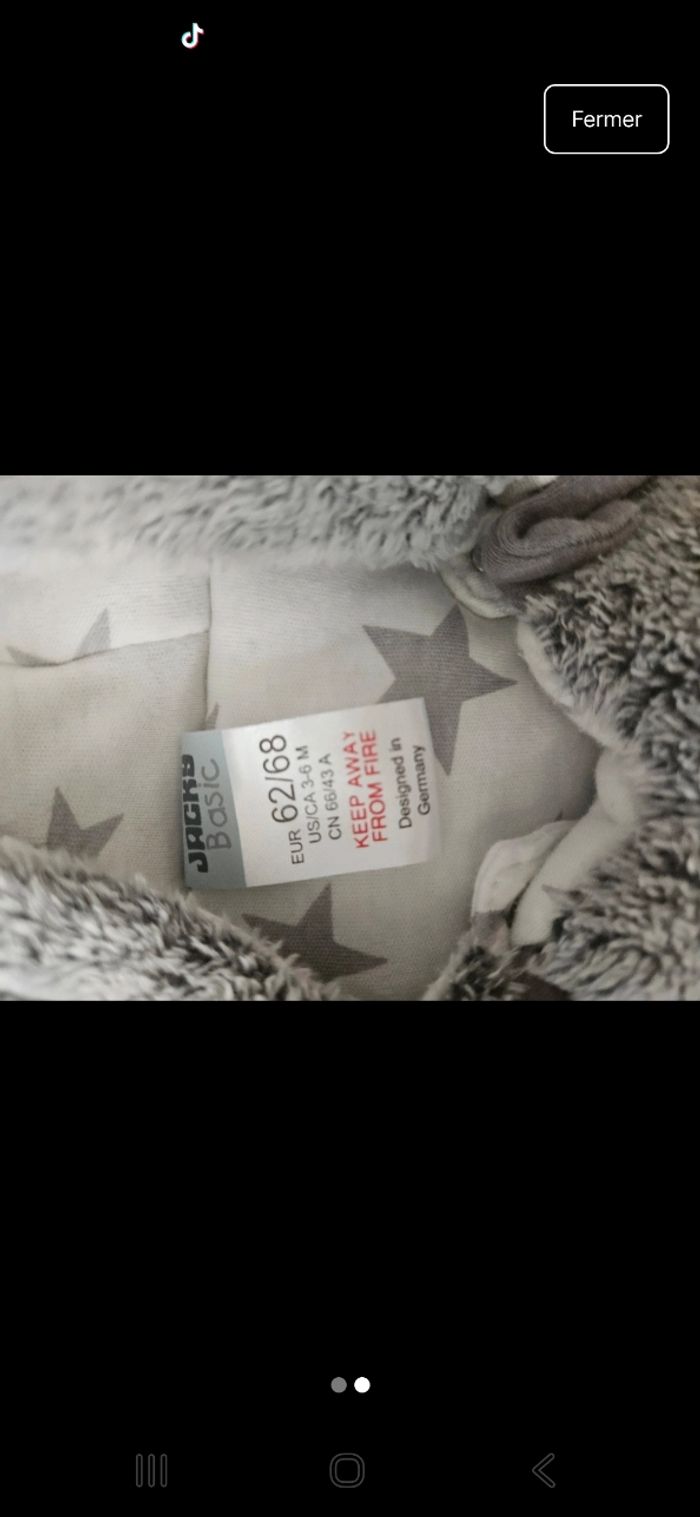 Fermer
JACKY
Basic
EUR 62/68
US/CA 3-6 M
CN 66/43 A
KEEP AWAY
FROM FIRE
Designed in
Germany